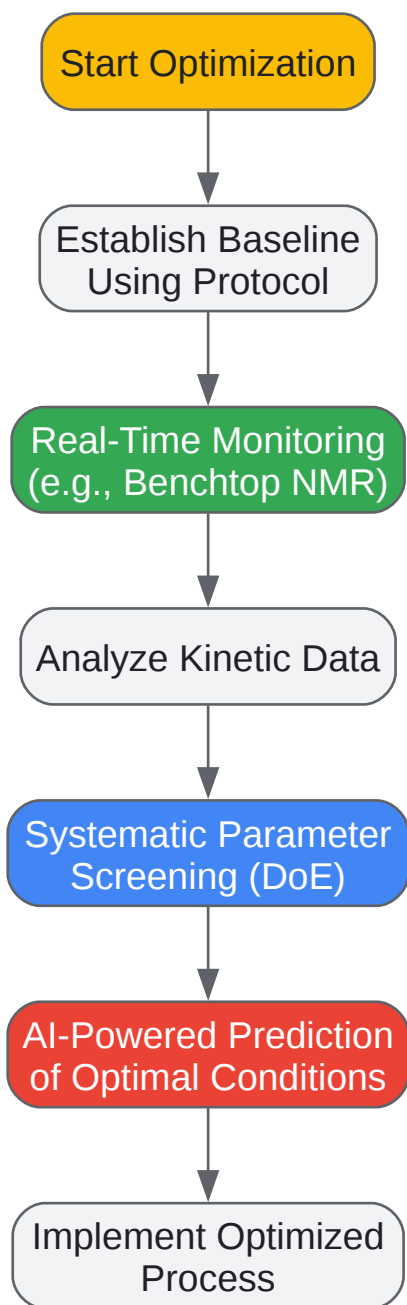 Start Optimization
Establish Baseline
Using Protocol
Real-Time Monitoring
(e.g., Benchtop NMR)
Analyze Kinetic Data
Systematic Parameter
Screening (DoE)
AI-Powered Prediction
of Optimal Conditions
Implement Optimized
Process